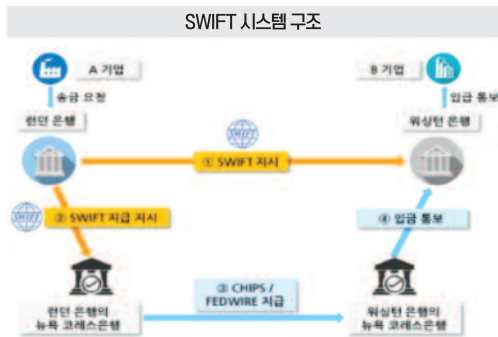 SWIFT 시스템 구조
A 기업
B 기업
송금 요청
입금 통보
런던 은행
워싱턴 은행
SWIFT
① SWIFT 지시
SWIFT
② SWIFT 지급 지시
④ 입금 통보
③ CHIPS /
FEDWIRE 지급
런던 은행의
뉴욕 코레스은행
워싱턴 은행의
뉴욕 코레스은행